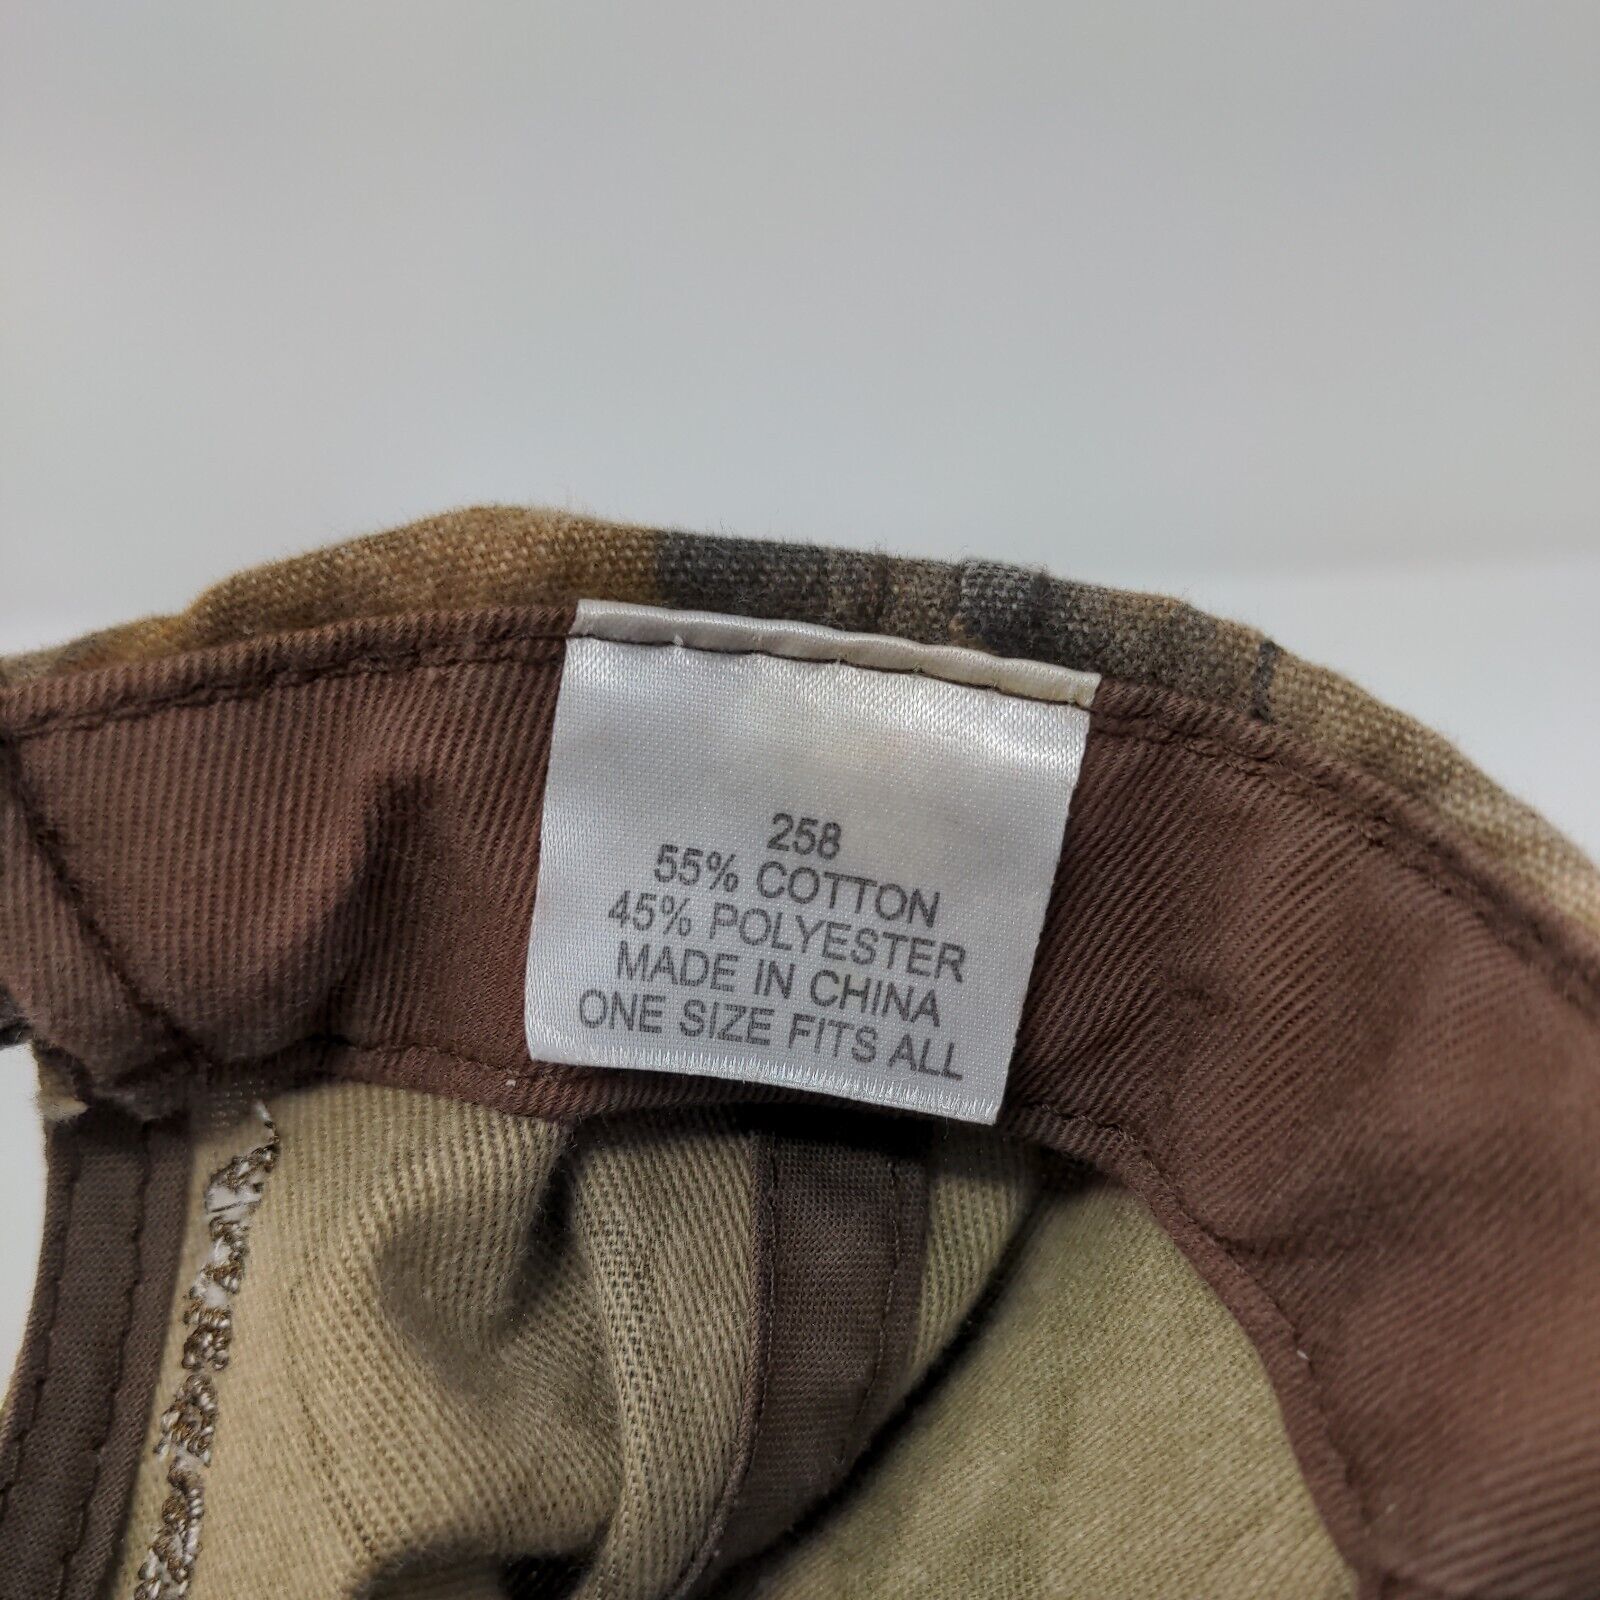 258
55% COTTON
45% POLYESTER
MADE IN CHINA
ONE SIZE FITS ALL